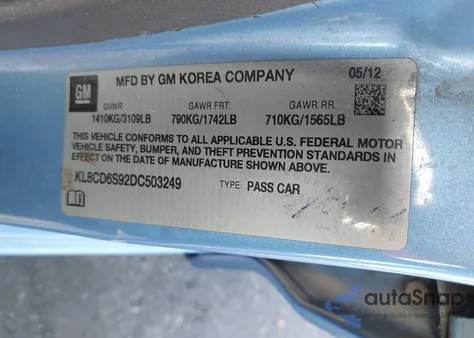 GM
MFD BY GM KOREA COMPANY 05/12
GVWR GAWR FRT. GAWR RR.
1410KG/3109LB 790KG/1742LB 710KG/1565LB
THIS VEHICLE CONFORMS TO ALL APPLICABLE U.S. FEDERAL MOTOR
VEHICLE SAFETY, BUMPER, AND THEFT PREVENTION STANDARDS IN
EFFECT ON THE DATE OF MANUFACTURE SHOWN ABOVE.
KL8CD6S92DC503249 TYPE: PASS CAR
autoSnap